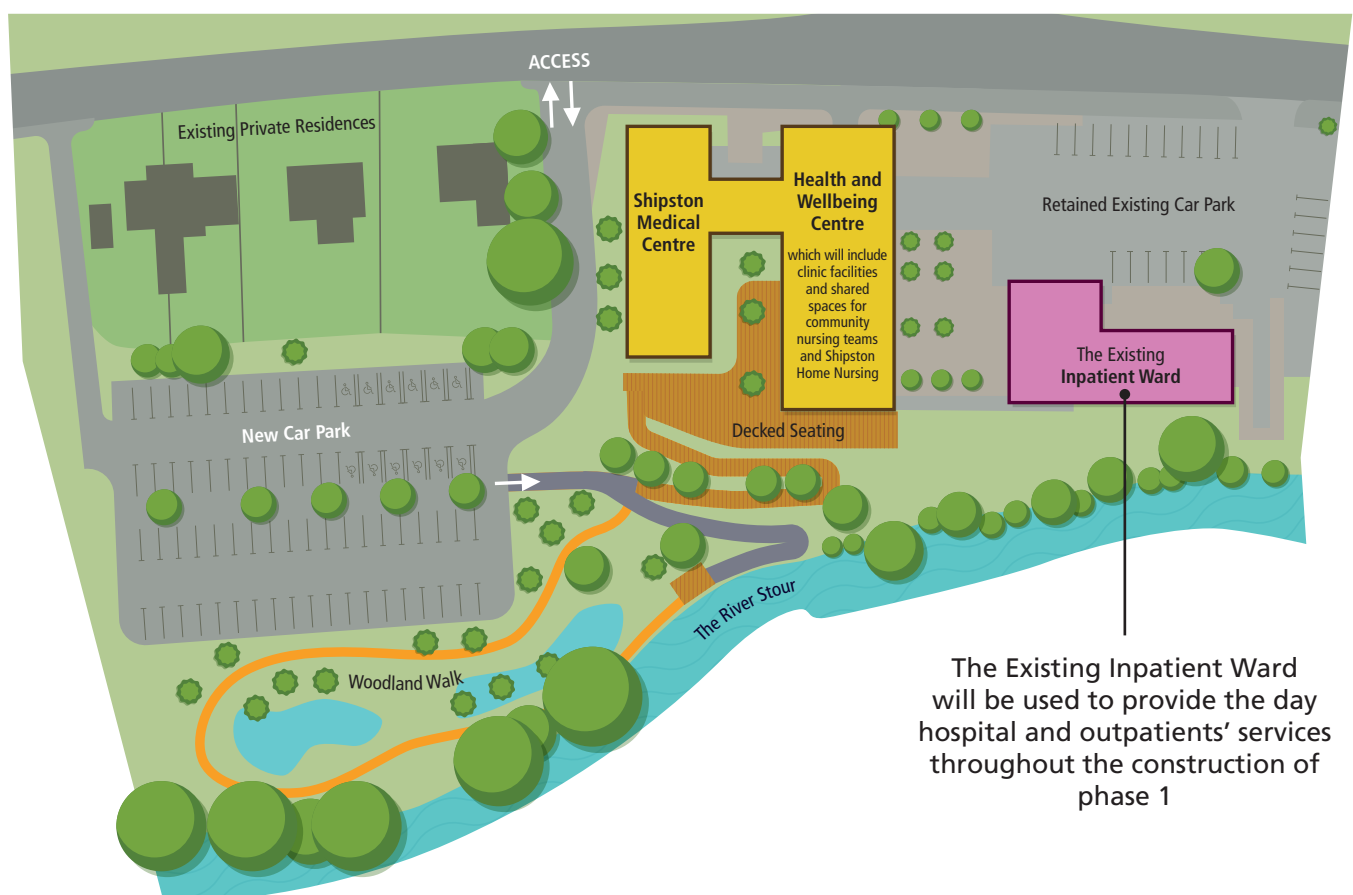 ACCESS
Existing Private Residences
Shipston
Medical
Centre
Health and
Wellbeing
Centre
which will include
clinic facilities
and shared
spaces for
community
nursing teams
and Shipston
Home Nursing
Retained Existing Car Park
The Existing
Inpatient Ward
New Car Park
Decked Seating
The River Stour
Woodland Walk
The Existing Inpatient Ward
will be used to provide the day
hospital and outpatients’ services
throughout the construction of
phase 1